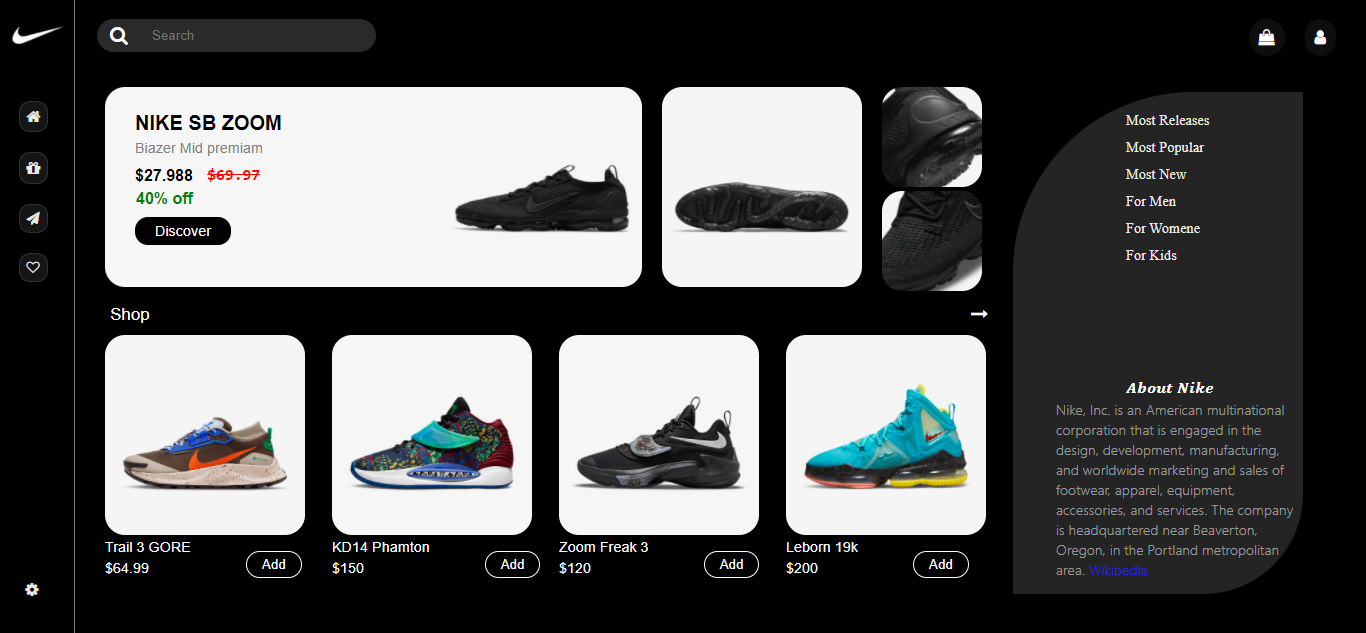 Search
NIKE SB ZOOM
Biazer Mid premiam
$27.988 $69.97
40% off
Discover
Most Releases
Most Popular
Most New
For Men
For Womene
For Kids
Shop
Trail 3 GORE
$64.99
Add
KD14 Phamton
$150
Add
Zoom Freak 3
$120
Add
Leborn 19k
$200
Add
About Nike
Nike, Inc. is an American multinational
corporation that is engaged in the
design, development, manufacturing,
and worldwide marketing and sales of
footwear, apparel, equipment,
accessories, and services. The company
is headquartered near Beaverton,
Oregon, in the Portland metropolitan
area. Wikipedia